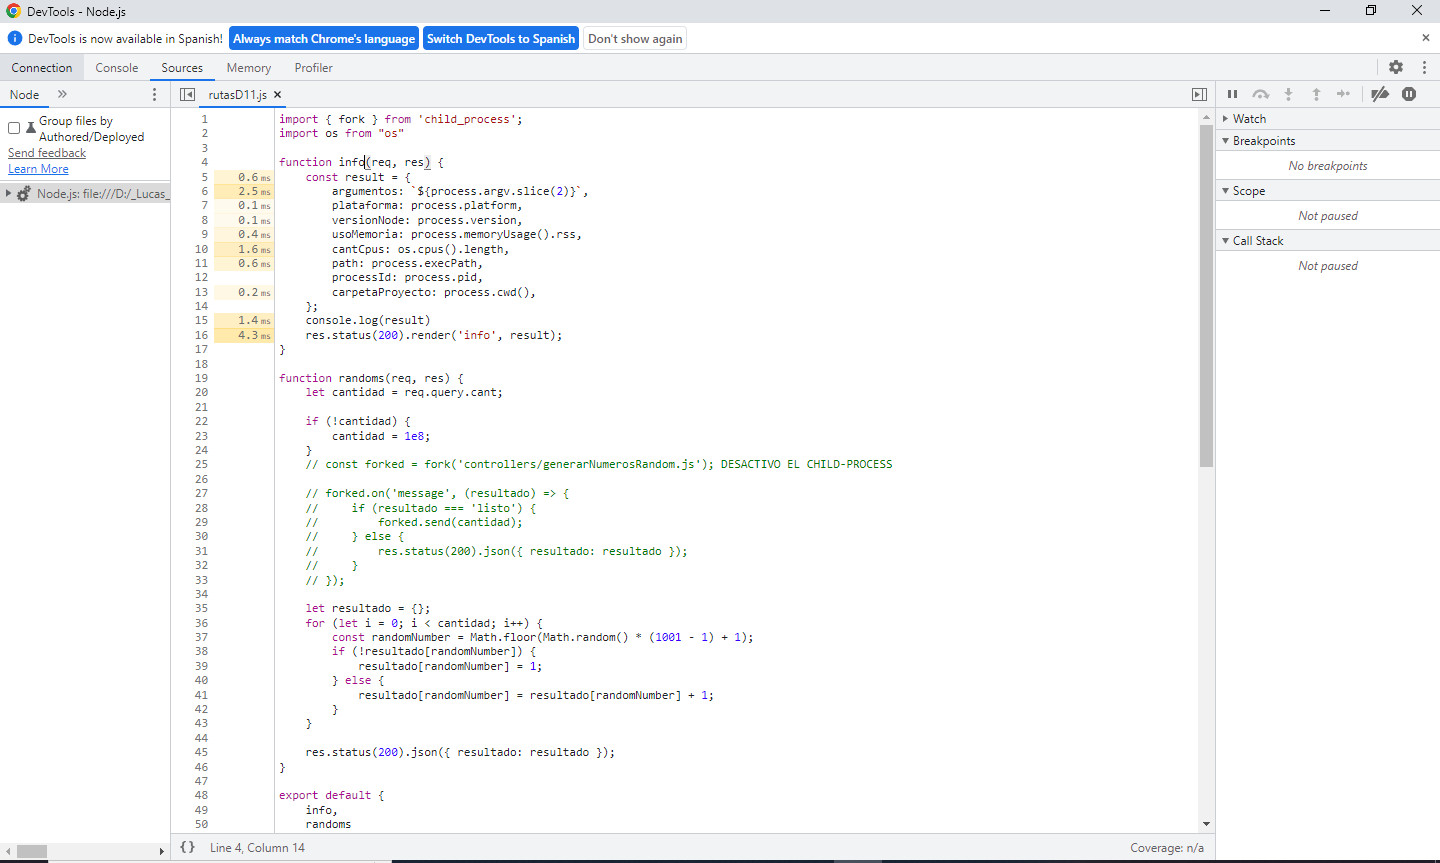 DevTools - Node.js
DevTools is now available in Spanish! Always match Chrome's language Switch DevTools to Spanish Don't show again
Connection Console Sources Memory Profiler
Node
Group files by
Authored/Deployed
Send feedback
Learn More
Node.js: file:///D:/_Lucas_
rutasD11.js
1 import { fork } from 'child_process';
2 import os from "os"
3
4 function info(req, res) {
5 0.6 ms const result = {
6 2.5 ms argumentos: `${process.argv.slice(2)}`,
7 0.1 ms plataforma: process.platform,
8 0.1 ms versionNode: process.version,
9 0.4 ms usoMemoria: process.memoryUsage().rss,
10 1.6 ms cantCpus: os.cpus().length,
11 0.6 ms path: process.execPath,
12 processId: process.pid,
13 0.2 ms carpetaProyecto: process.cwd(),
14 };
15 1.4 ms console.log(result)
16 4.3 ms res.status(200).render('info', result);
17 }
18
19 function randoms(req, res) {
20 let cantidad = req.query.cant;
21
22 if (!cantidad) {
23 cantidad = 1e8;
24 }
25 // const forked = fork('controllers/generarNumerosRandom.js'); DESACTIVO EL CHILD-PROCESS
26
27 // forked.on('message', (resultado) => {
28 // if (resultado === 'listo') {
29 // forked.send(cantidad);
30 // } else {
31 // res.status(200).json({ resultado: resultado });
32 // }
33 // });
34
35 let resultado = {};
36 for (let i = 0; i < cantidad; i++) {
37 const randomNumber = Math.floor(Math.random() * (1001 - 1) + 1);
38 if (!resultado[randomNumber]) {
39 resultado[randomNumber] = 1;
40 } else {
41 resultado[randomNumber] = resultado[randomNumber] + 1;
42 }
43 }
44
45 res.status(200).json({ resultado: resultado });
46 }
47
48 export default {
49 info,
50 randoms
{} Line 4, Column 14
Coverage: n/a
Watch
Breakpoints
No breakpoints
Scope
Not paused
Call Stack
Not paused